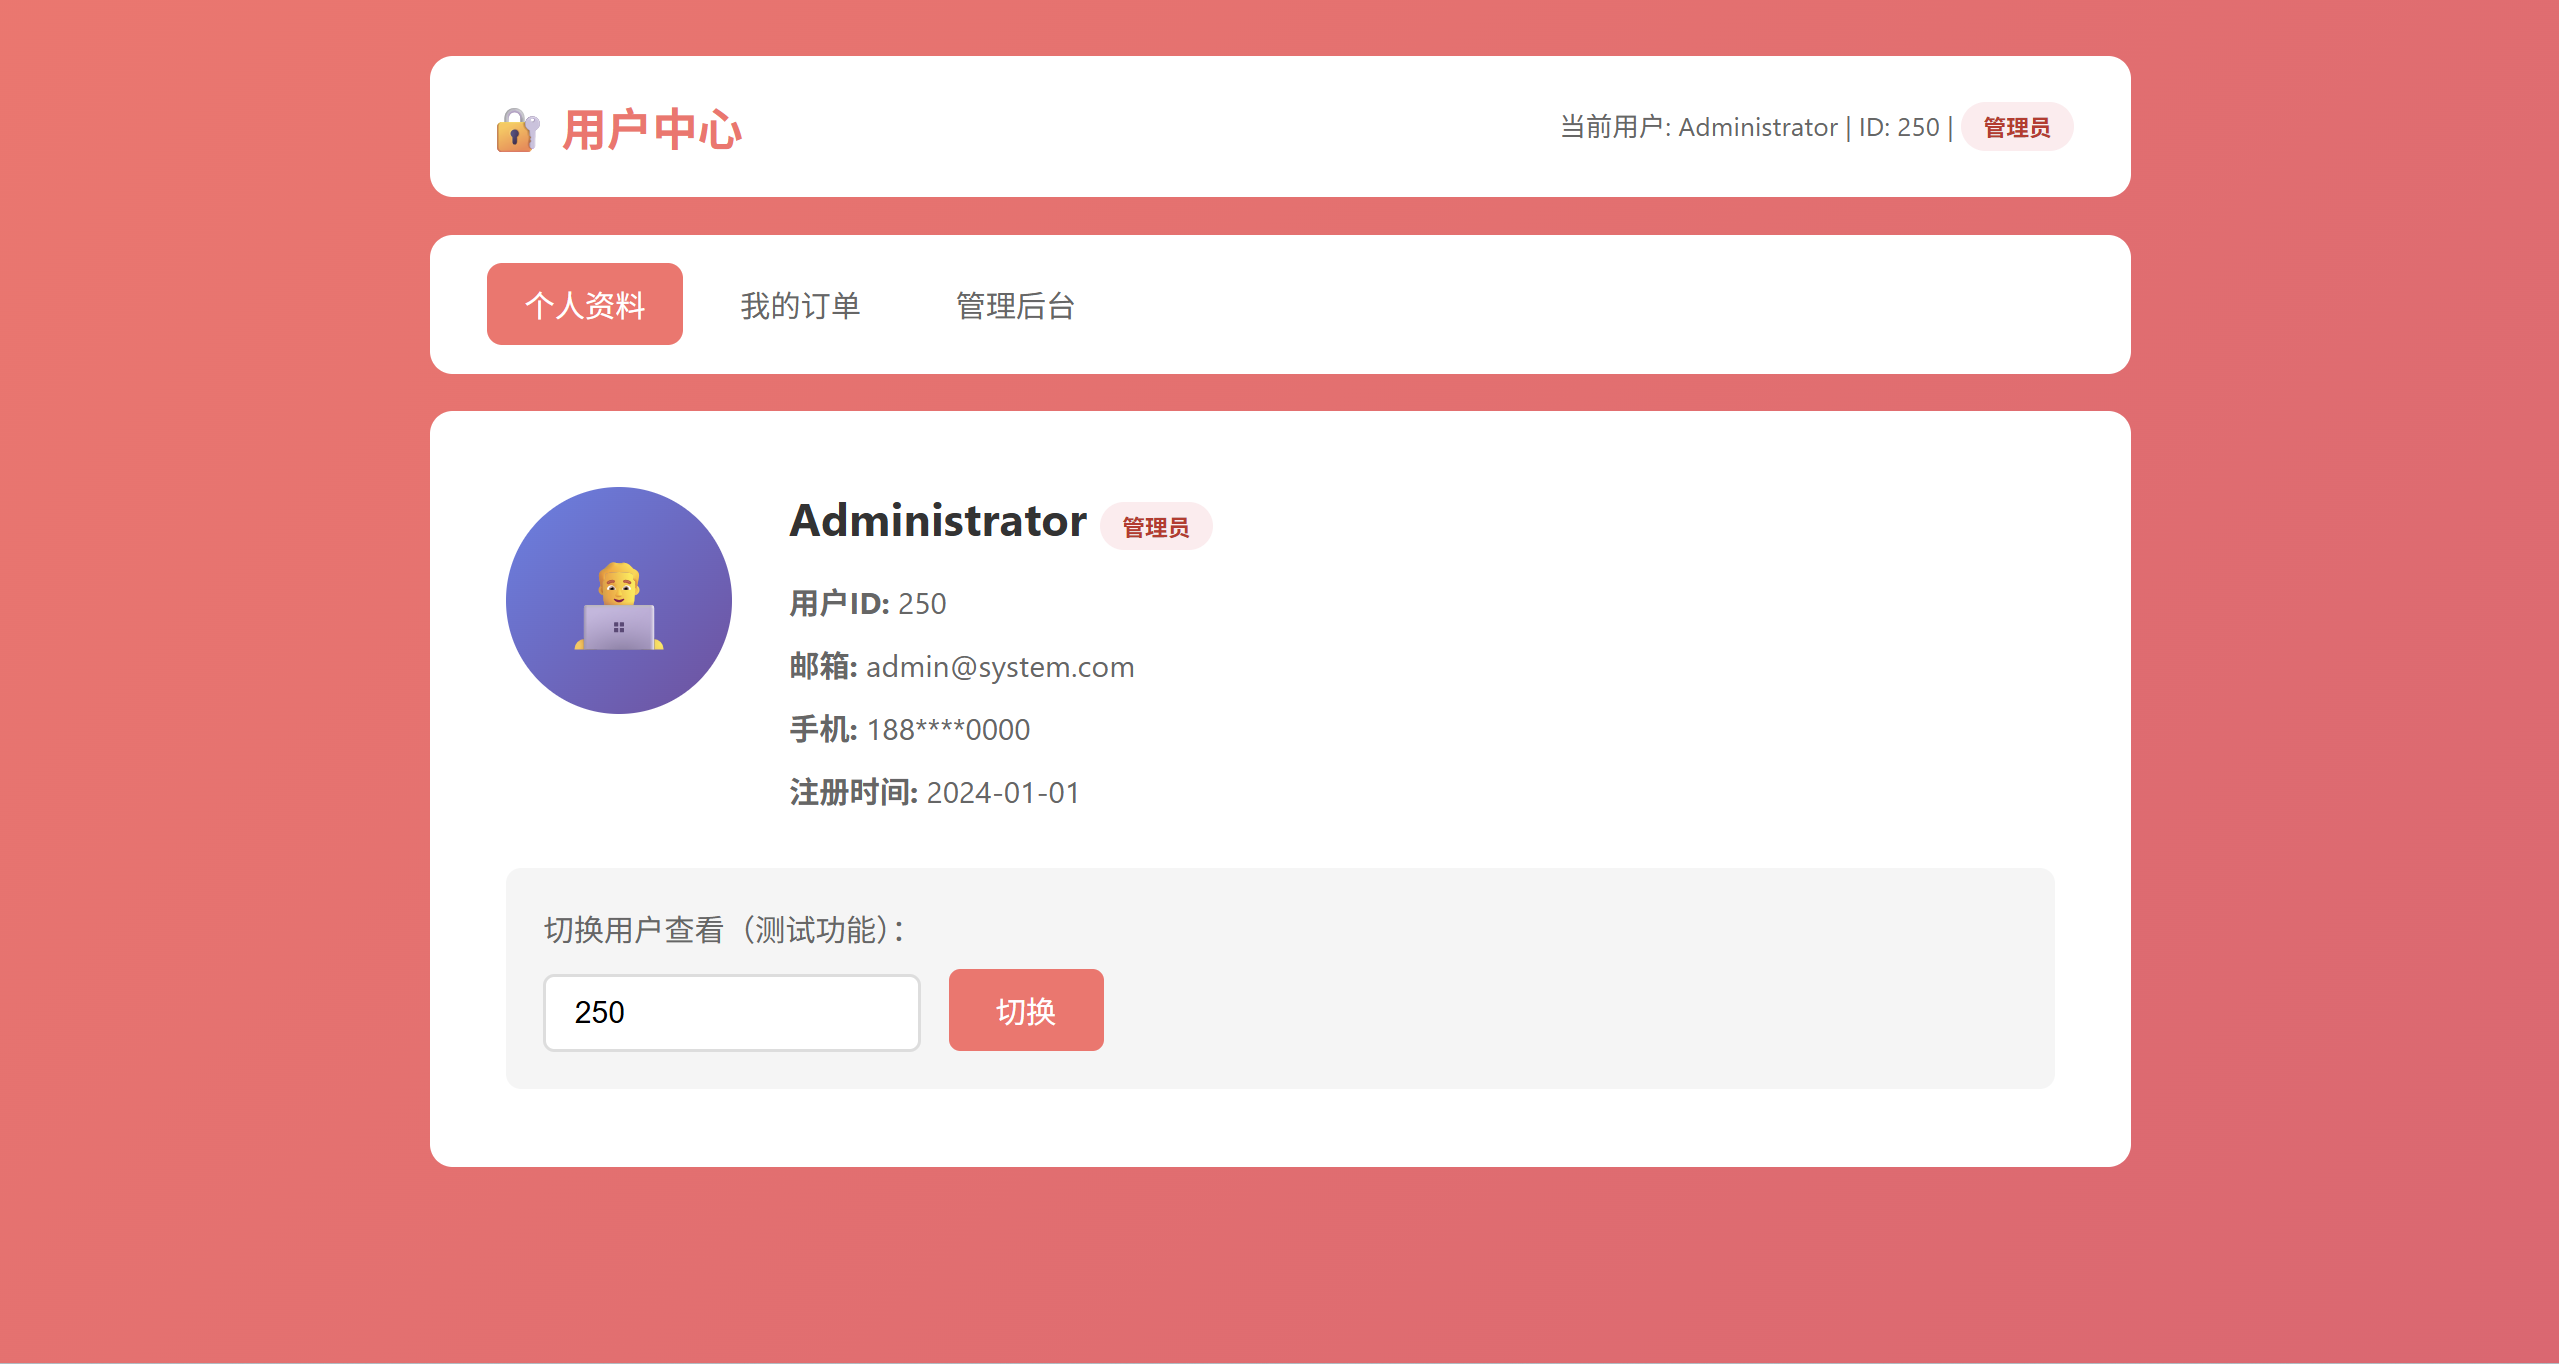 用户中心
当前用户: Administrator | ID: 250 | 管理员
个人资料 我的订单 管理后台
Administrator 管理员
用户ID: 250
邮箱: admin@system.com
手机: 188****0000
注册时间: 2024-01-01
切换用户查看（测试功能）：
250 切换